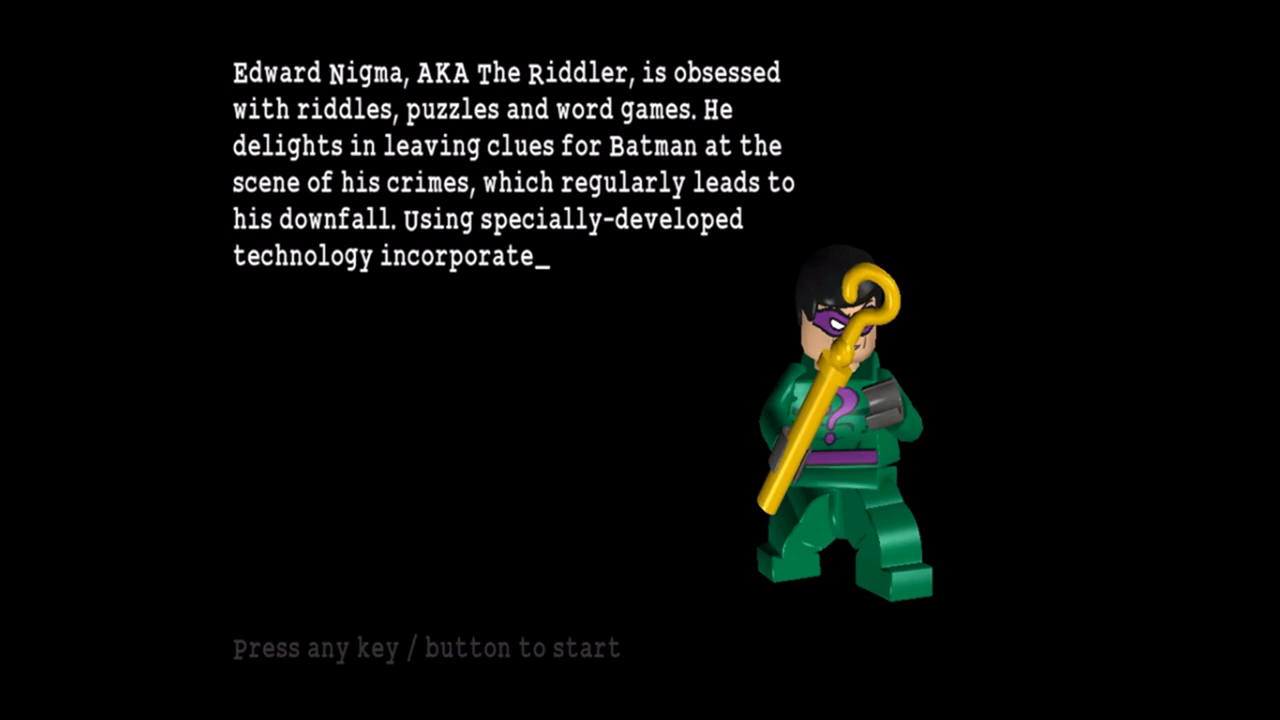 Edward Nigma, AKA The Riddler, is obsessed
with riddles, puzzles and word games. He
delights in leaving clues for Batman at the
scene of his crimes, which regularly leads to
his downfall. Using specially-developed
technology incorporate_
Press any key / button to start